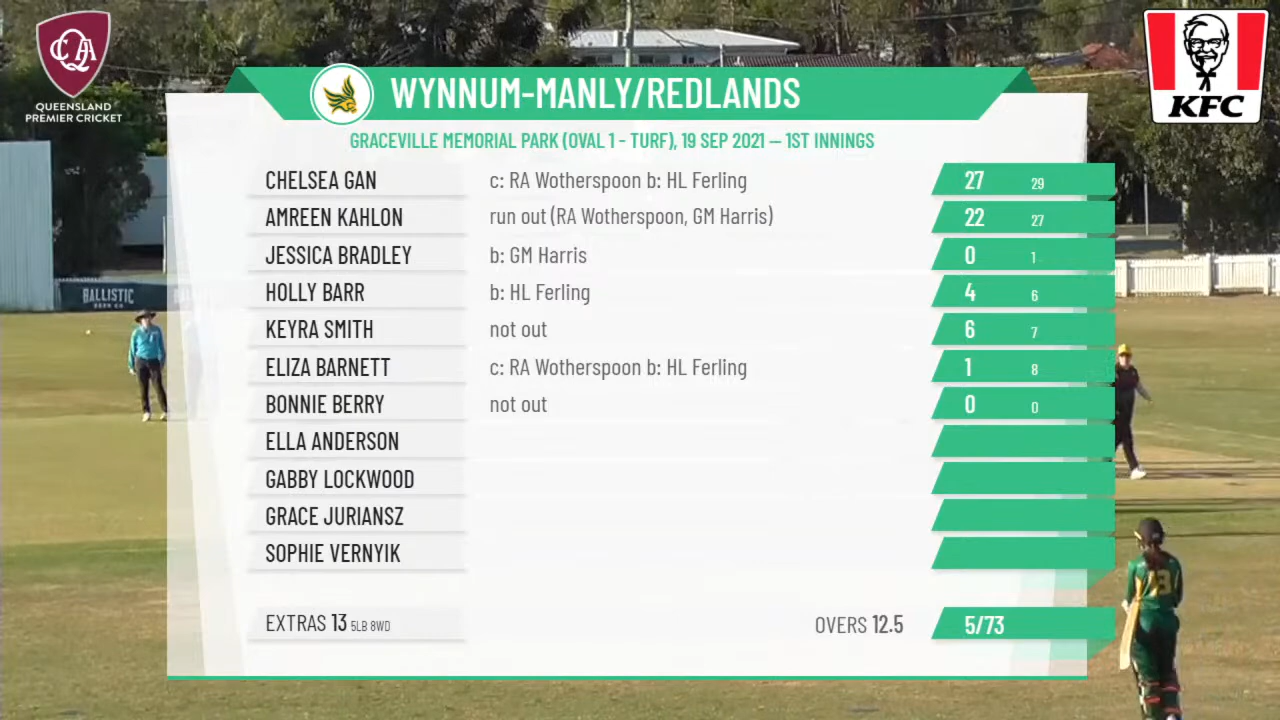 QUEENSLAND
PREMIER CRICKET
KFC
WYNNUM-MANLY/REDLANDS
GRACEVILLE MEMORIAL PARK (OVAL 1 - TURF), 19 SEP 2021 — 1ST INNINGS
CHELSEA GAN c: RA Wotherspoon b: HL Ferling 27 29
AMREEN KAHLON run out (RA Wotherspoon, GM Harris) 22 27
JESSICA BRADLEY b: GM Harris 0 1
HOLLY BARR b: HL Ferling 4 6
KEYRA SMITH not out 6 7
ELIZA BARNETT c: RA Wotherspoon b: HL Ferling 1 8
BONNIE BERRY not out 0 0
ELLA ANDERSON
GABBY LOCKWOOD
GRACE JURIANSZ
SOPHIE VERNYIK
EXTRAS 13 5LB 8WD OVERS 12.5 5/73
BALLISTIC